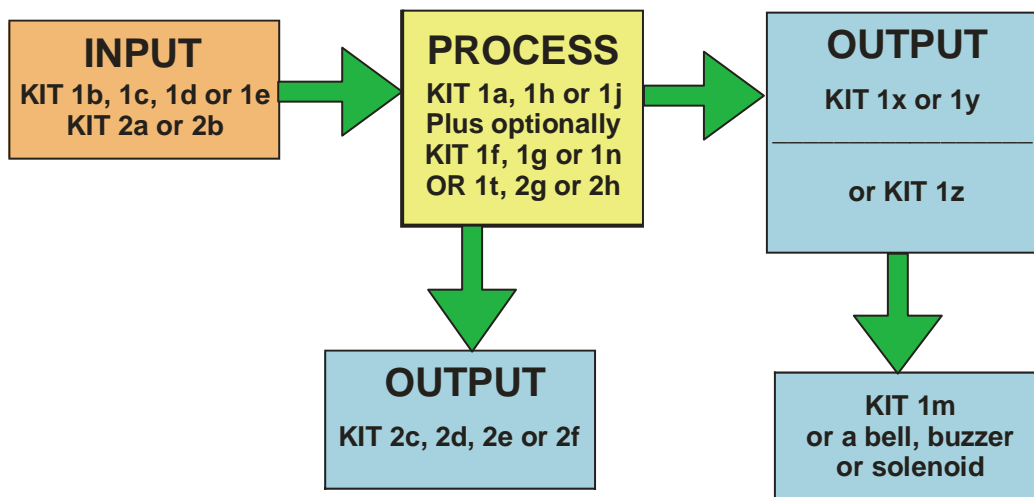 INPUT
KIT 1b, 1c, 1d or 1e
KIT 2a or 2b
PROCESS
KIT 1a, 1h or 1j
Plus optionally
KIT 1f, 1g or 1n
OR 1t, 2g or 2h
OUTPUT
KIT 1x or 1y
or KIT 1z
OUTPUT
KIT 2c, 2d, 2e or 2f
KIT 1m
or a bell, buzzer
or solenoid